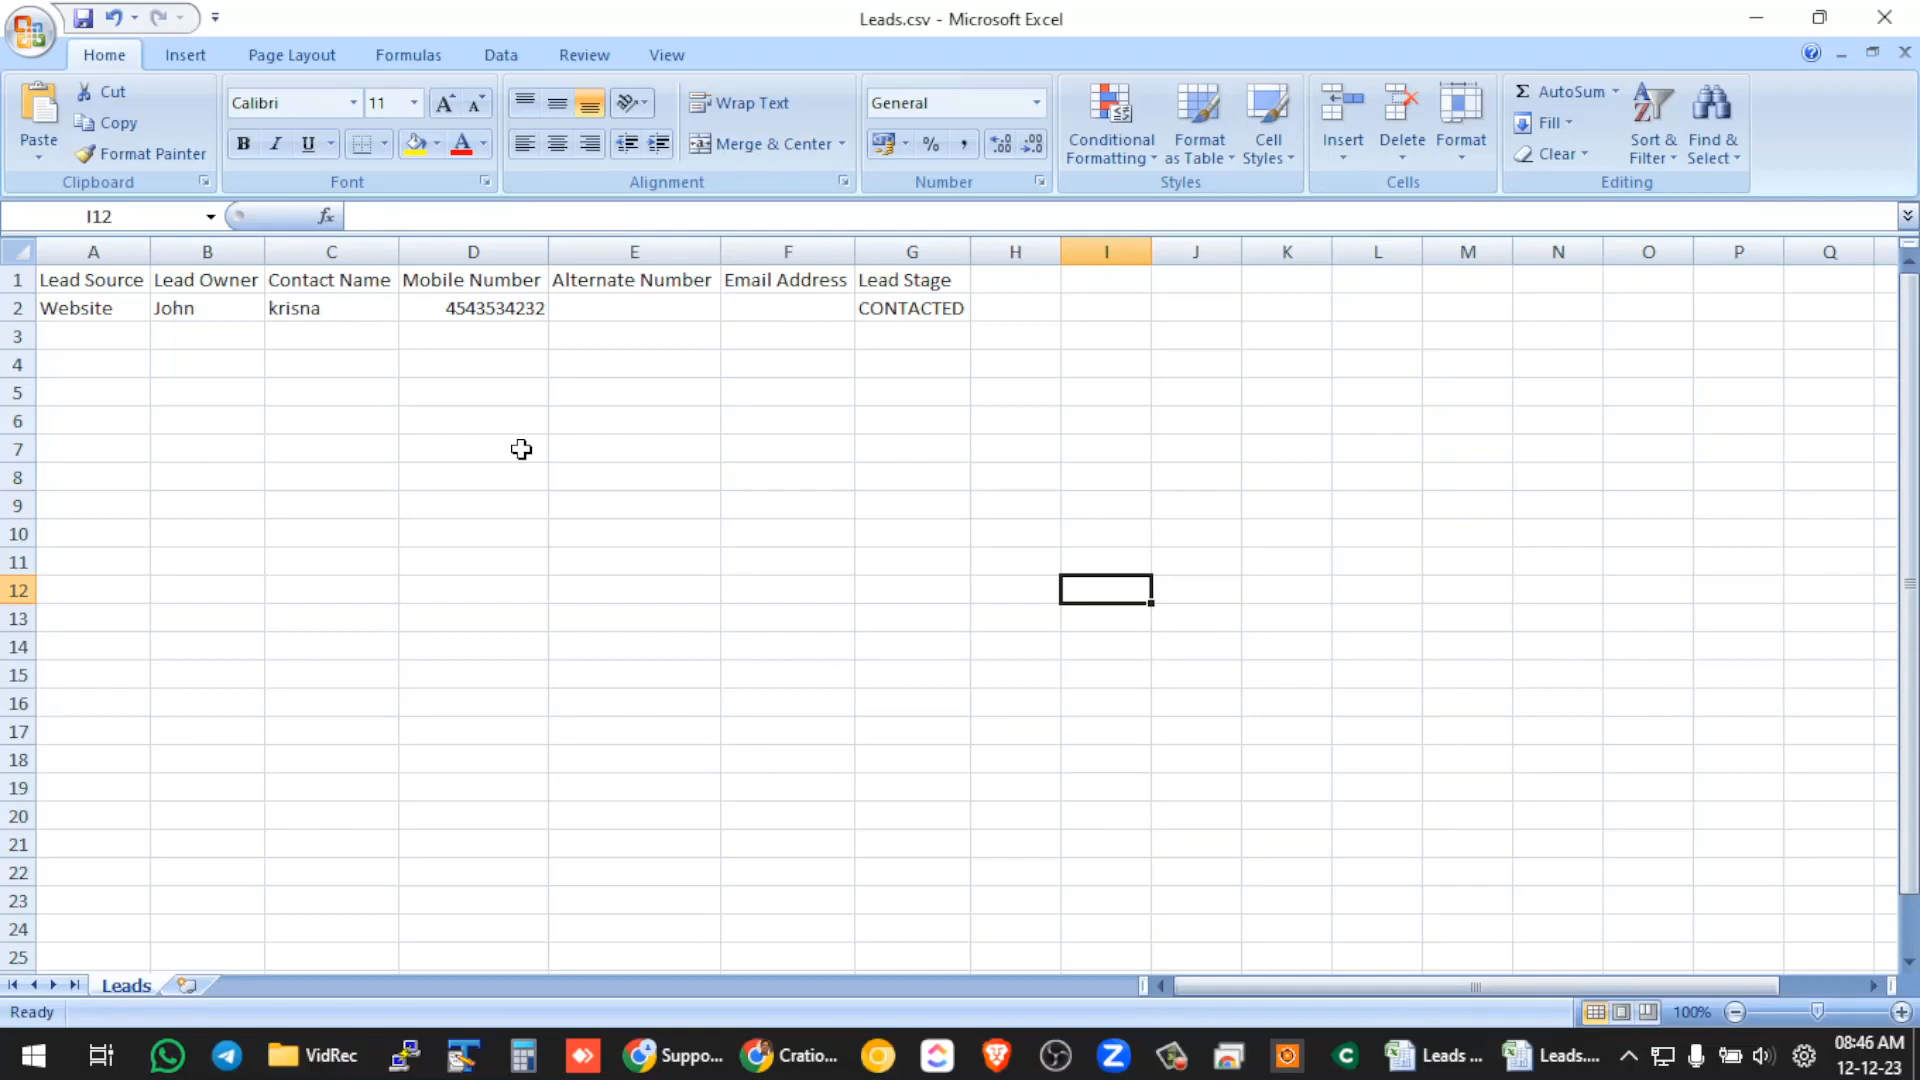 Leads.csv - Microsoft Excel
Home Insert Page Layout Formulas Data Review View
Paste
Cut
Copy
Format Painter
Clipboard
Calibri 11
B I U
A A
Font
Wrap Text
Merge & Center
Alignment
General
% ,
Number
Conditional Formatting
Format as Table
Cell Styles
Styles
Insert
Delete
Format
Cells
Σ AutoSum
Fill
Clear
Sort & Filter
Find & Select
Editing
I12
fx
A B C D E F G H I J K L M N O P Q
1 Lead Source Lead Owner Contact Name Mobile Number Alternate Number Email Address Lead Stage
2 Website John krisna 4543534232 CONTACTED
3
4
5
6
7
8
9
10
11
12
13
14
15
16
17
18
19
20
21
22
23
24
25
Leads
Ready
100%
VidRec
Suppo...
Cratio...
Leads ...
Leads....
08:46 AM
12-12-23